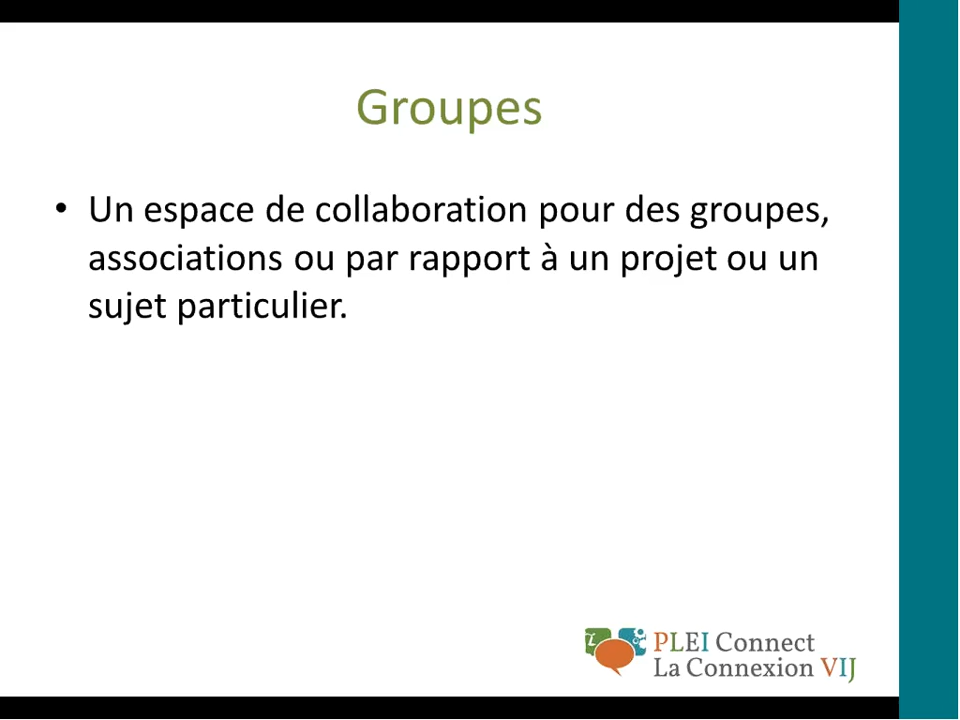 Groupes
• Un espace de collaboration pour des groupes,
associations ou par rapport à un projet ou un
sujet particulier.
PLEI Connect
La Connexion VIJ